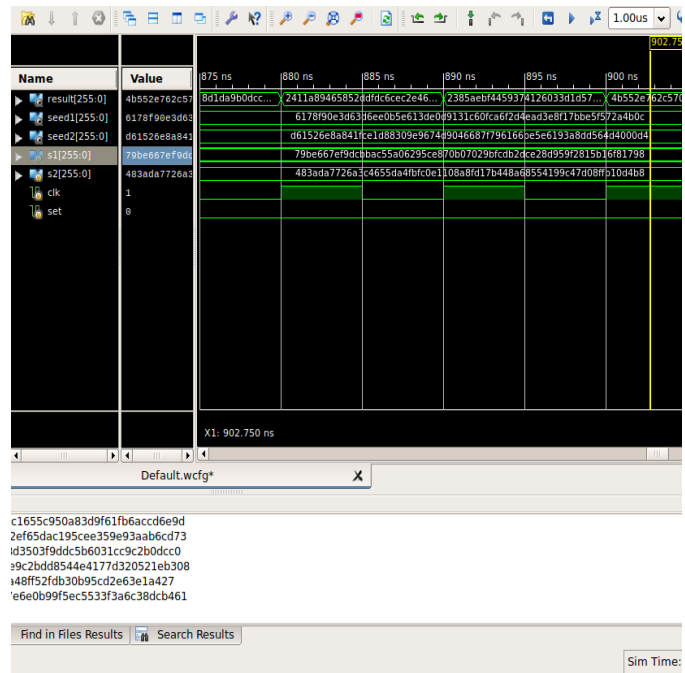 1.00us
902.75
Name
Value
875 ns
880 ns
885 ns
890 ns
895 ns
900 ns
result[255:0]
4b552e762c57
8d1da9b0dcc...
2411a89465852ddfdc6cec2e46...
2385aebf4459374126033d1d57...
4b552e762c570
seed1[255:0]
6178f90e3d63
6178f90e3d63d6ee0b5e613de0d9131c60fca6f2d4ead3e8f17bbe5f572a4b0c
seed2[255:0]
d61526e8a841
d61526e8a841fce1d88309e9674d9046687f796166be5e6193a8dd564d4000d4
s1[255:0]
79be667ef9dc
79be667ef9dcbbac55a06295ce870b07029bfcdb2dce28d959f2815b16f81798
s2[255:0]
483ada7726a3
483ada7726a3c4655da4fbfc0e1108a8fd17b448a68554199c47d08ffb10d4b8
clk
1
set
0
X1: 902.750 ns
Default.wcfg*
c1655c950a83d9f61fb6accd6e9d
2ef65dac195cee359e93aab6cd73
8d3503f9ddc5b6031cc9c2b0dcc0
e9c2bdd8544e4177d320521eb308
a48ff52fdb30b95cd2e63e1a427
7e6e0b99f5ec5533f3a6c38dcb461
Find in Files Results
Search Results
Sim Time: